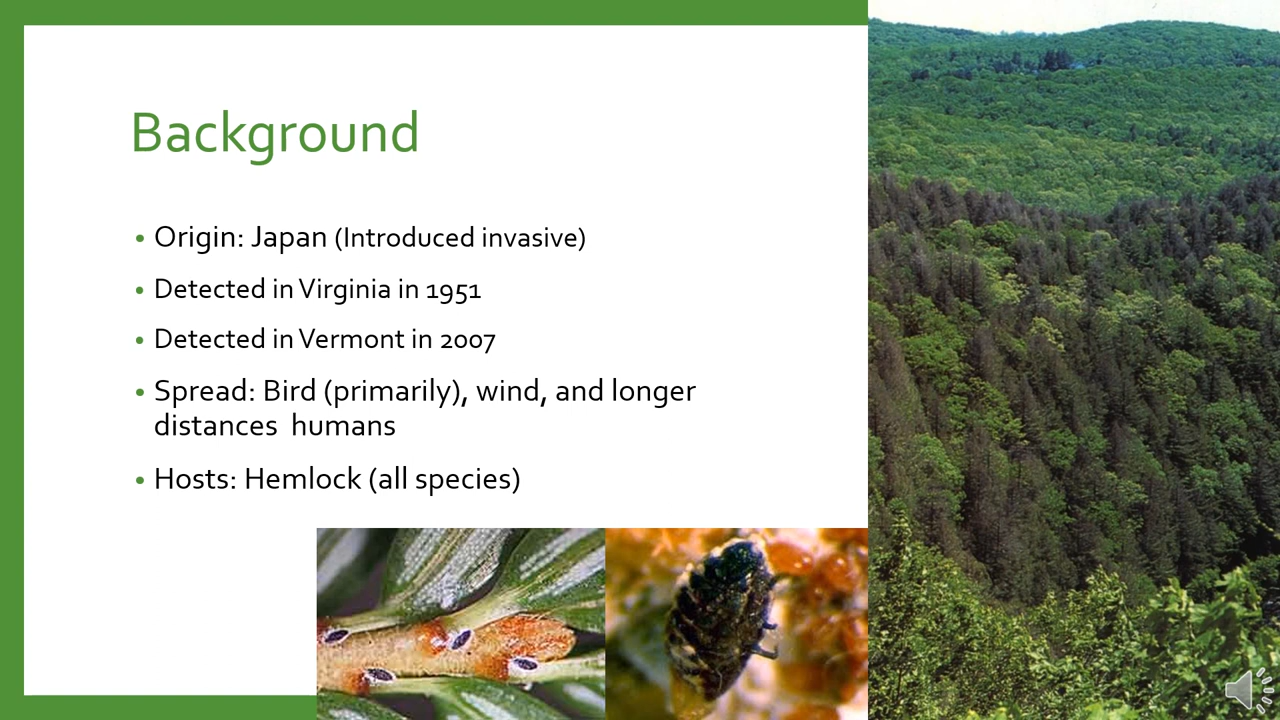 Background
• Origin: Japan (Introduced invasive)
• Detected in Virginia in 1951
• Detected in Vermont in 2007
• Spread: Bird (primarily), wind, and longer
distances  humans
• Hosts: Hemlock (all species)